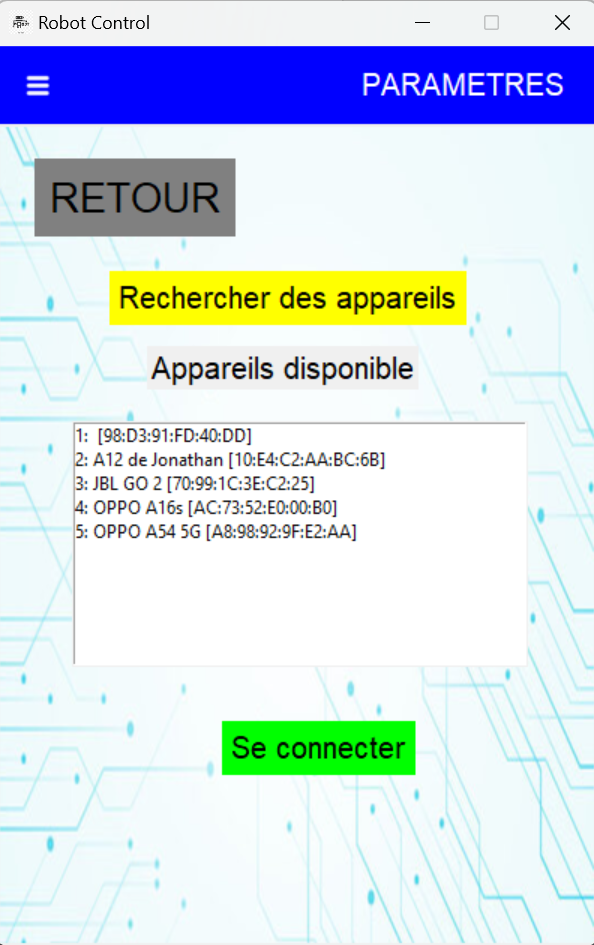 Robot Control
PARAMETRES
RETOUR
Rechercher des appareils
Appareils disponible
1: [98:D3:91:FD:40:DD]
2: A12 de Jonathan [10:E4:C2:AA:BC:6B]
3: JBL GO 2 [70:99:1C:3E:C2:25]
4: OPPO A16s [AC:73:52:E0:00:B0]
5: OPPO A54 5G [A8:98:92:9F:E2:AA]
Se connecter